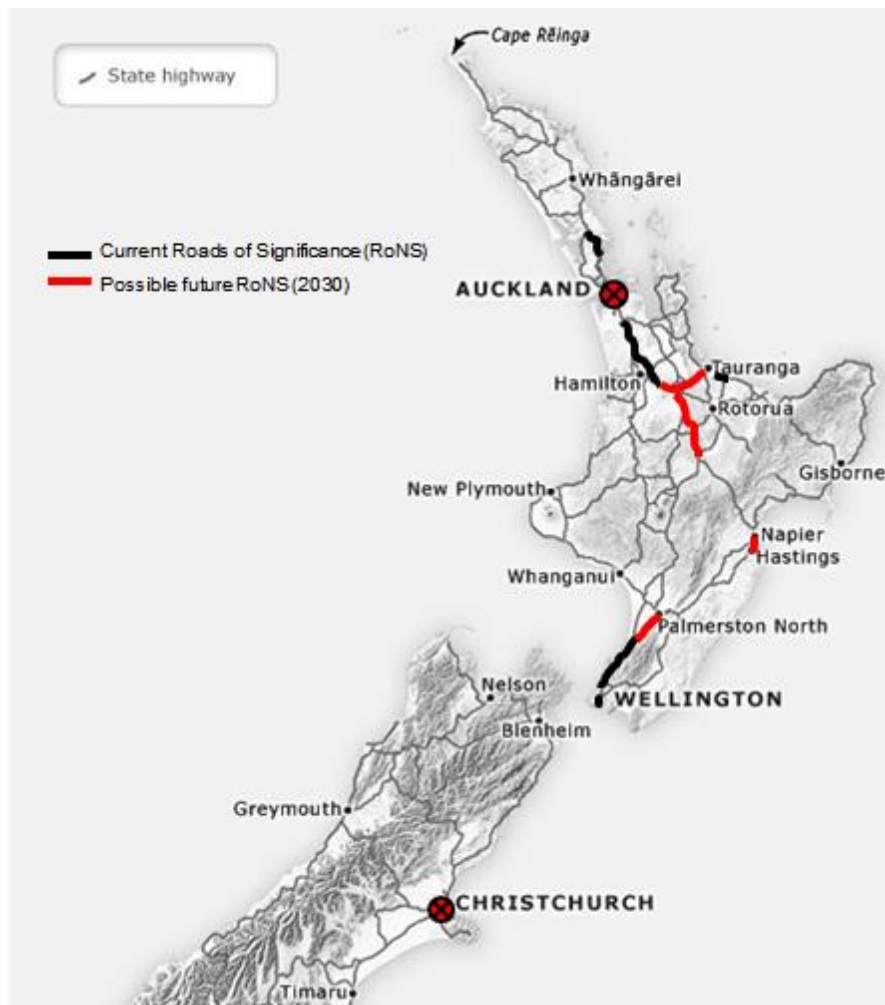 Cape Rēinga
State highway
Whāngārei
Current Roads of Significance (RoNS)
Possible future RoNS (2030)
AUCKLAND
Tauranga
Hamilton
Rotorua
Gisborne
New Plymouth
Napier
Hastings
Whanganui
Palmerston North
Nelson
WELLINGTON
Blenheim
Greymouth
CHRISTCHURCH
Timaru